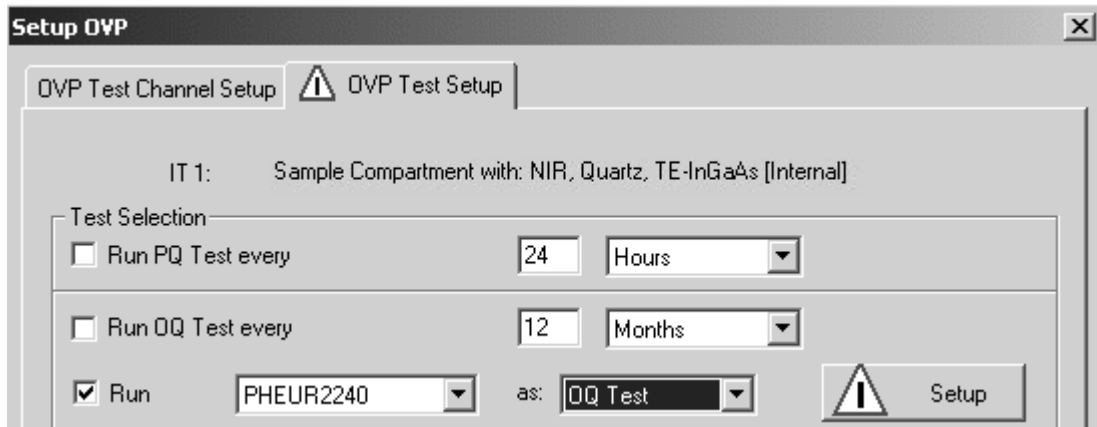 Setup OVP
OVP Test Channel Setup OVP Test Setup
IT 1: Sample Compartment with: NIR, Quartz, TE-InGaAs [Internal]
Test Selection
Run PQ Test every 24 Hours
Run OQ Test every 12 Months
Run PHEUR2240 as: OQ Test Setup